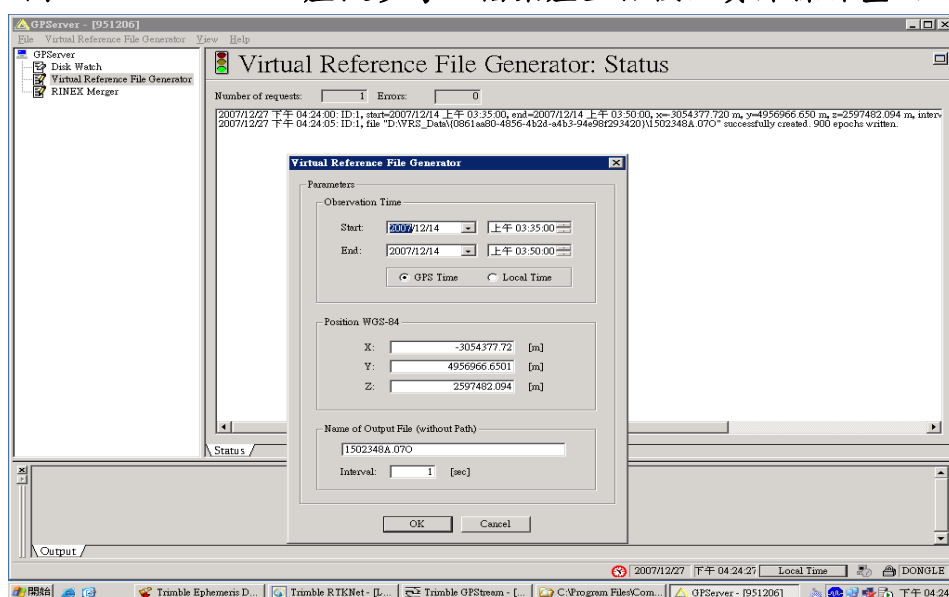 GPServer - [951206]
File Virtual Reference File Generator View Help
GPServer
Disk Watch
Virtual Reference File Generator
RINEX Merger
Virtual Reference File Generator: Status
Number of requests: 1 Errors: 0
2007/12/27 下午 04:24:00: ID:1, start=2007/12/14 上午 03:35:00, end=2007/12/14 上午 03:50:00, x=-3054377.720 m, y=4956966.650 m, z=2597482.094 m, interv
2007/12/27 下午 04:24:05: ID:1, file "D:\VRS_Data\{0861aa80-4856-4b2d-a4b3-94e98f293420}\1502348A.07O" successfully created. 900 epochs written.
Virtual Reference File Generator
Parameters
Observation Time
Start: 2007/12/14 上午 03:35:00
End: 2007/12/14 上午 03:50:00
GPS Time Local Time
Position WGS-84
X: -3054377.72 [m]
Y: 4956966.6501 [m]
Z: 2597482.094 [m]
Name of Output File (without Path)
1502348A.07O
Interval: 1 [sec]
OK Cancel
Status
Output
2007/12/27 下午 04:24:27 Local Time DONGLE
開始 Trimble Ephemeris D... Trimble RTKNet - [L... Trimble GPStream - [... C:\Program Files\Com... GPServer - [951206] 下午 04:24